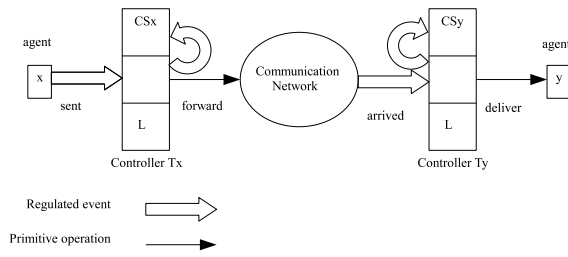 CSx
CSy
agent
agent
x
Communication
Network
y
sent
forward
arrived
deliver
L
L
Controller Tx
Controller Ty
Regulated event
Primitive operation